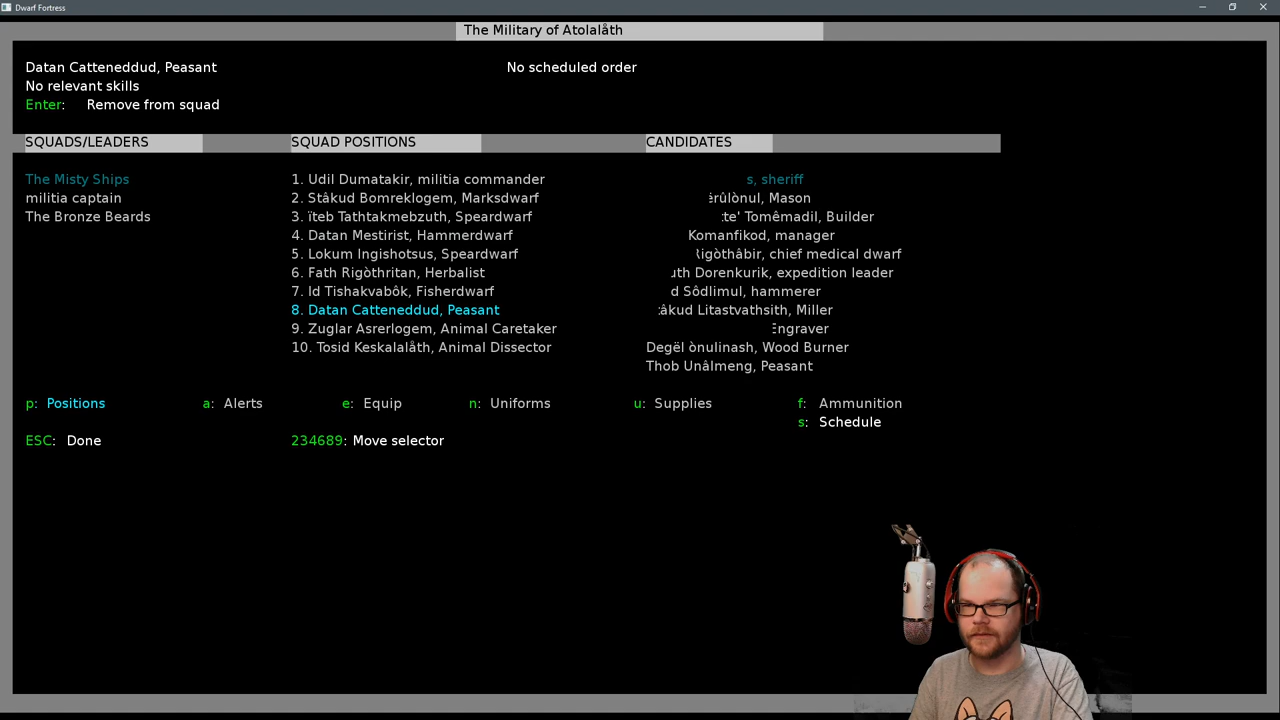 Dwarf Fortress
The Military of Atolalåth
Datan Catteneddud, Peasant
No scheduled order
No relevant skills
Enter: Remove from squad
SQUADS/LEADERS
SQUAD POSITIONS
CANDIDATES
The Misty Ships
militia captain
The Bronze Beards
1. Udil Dumatakir, militia commander
2. Stâkud Bomreklogem, Marksdwarf
3. ïteb Tathtakmebzuth, Speardwarf
4. Datan Mestirist, Hammerdwarf
5. Lokum Ingishotsus, Speardwarf
6. Fath Rigòthritan, Herbalist
7. Id Tishakvabôk, Fisherdwarf
8. Datan Catteneddud, Peasant
9. Zuglar Asrerlogem, Animal Caretaker
10. Tosid Keskalalåth, Animal Dissector
s, sheriff
Mason
Tomêmadil, Builder
Komanfikod, manager
chief medical dwarf
Dorenkurik, expedition leader
Sôdlimul, hammerer
Litastvathsith, Miller
Engraver
Degël ònulinash, Wood Burner
Thob Unâlmeng, Peasant
p: Positions
a: Alerts
e: Equip
n: Uniforms
u: Supplies
f: Ammunition
s: Schedule
ESC: Done
234689: Move selector